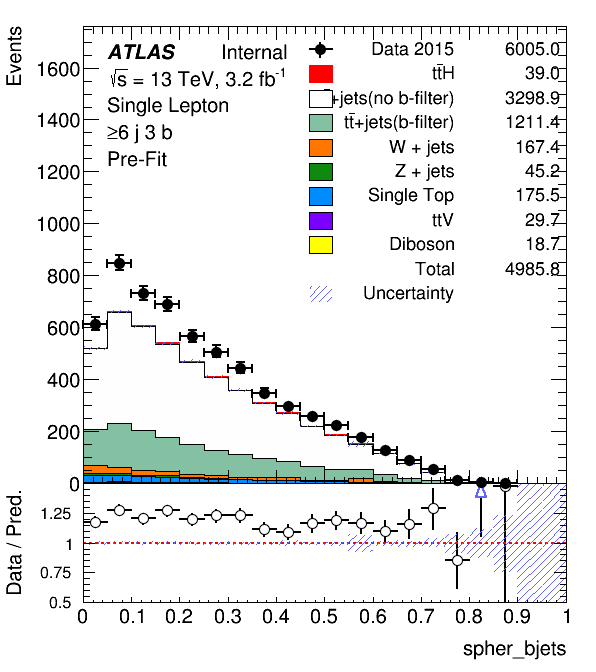 Events
ATLAS Internal
√s = 13 TeV, 3.2 fb-1
Single Lepton
≥6 j 3 b
Pre-Fit
Data 2015 6005.0
tt̄H 39.0
+jets(no b-filter) 3298.9
tt̄+jets(b-filter) 1211.4
W + jets 167.4
Z + jets 45.2
Single Top 175.5
ttV 29.7
Diboson 18.7
Total 4985.8
Uncertainty
1600
1400
1200
1000
800
600
400
200
0
Data / Pred.
1.25
1
0.75
0.5
0 0.1 0.2 0.3 0.4 0.5 0.6 0.7 0.8 0.9 1
spher_bjets